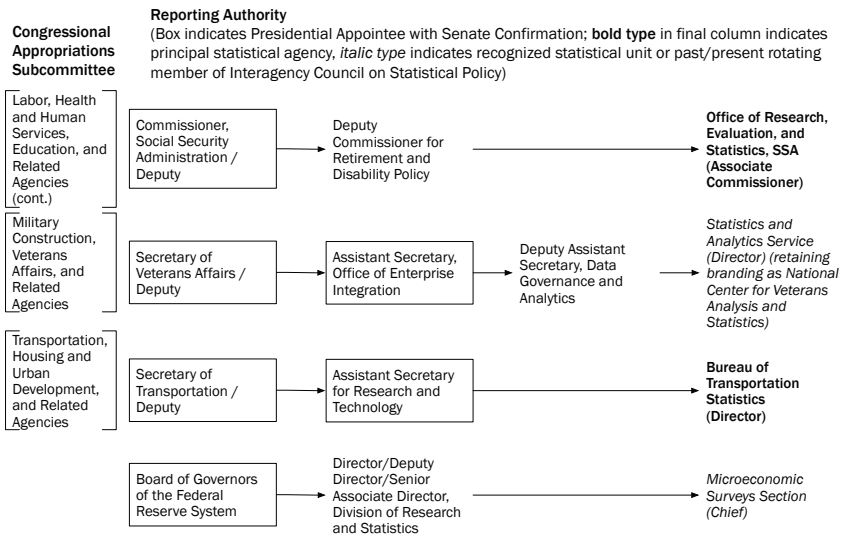 Congressional
Appropriations
Subcommittee
Reporting Authority
(Box indicates Presidential Appointee with Senate Confirmation; bold type in final column indicates
principal statistical agency, italic type indicates recognized statistical unit or past/present rotating
member of Interagency Council on Statistical Policy)
Labor, Health
and Human
Services,
Education, and
Related
Agencies
(cont.)
Commissioner,
Social Security
Administration /
Deputy
Deputy
Commissioner for
Retirement and
Disability Policy
Office of Research,
Evaluation, and
Statistics, SSA
(Associate
Commissioner)
Military
Construction,
Veterans
Affairs, and
Related
Agencies
Secretary of
Veterans Affairs /
Deputy
Assistant Secretary,
Office of Enterprise
Integration
Deputy Assistant
Secretary, Data
Governance and
Analytics
Statistics and
Analytics Service
(Director) (retaining
branding as National
Center for Veterans
Analysis and
Statistics)
Transportation,
Housing and
Urban
Development,
and Related
Agencies
Secretary of
Transportation /
Deputy
Assistant Secretary
for Research and
Technology
Bureau of
Transportation
Statistics
(Director)
Board of Governors
of the Federal
Reserve System
Director/Deputy
Director/Senior
Associate Director,
Division of Research
and Statistics
Microeconomic
Surveys Section
(Chief)